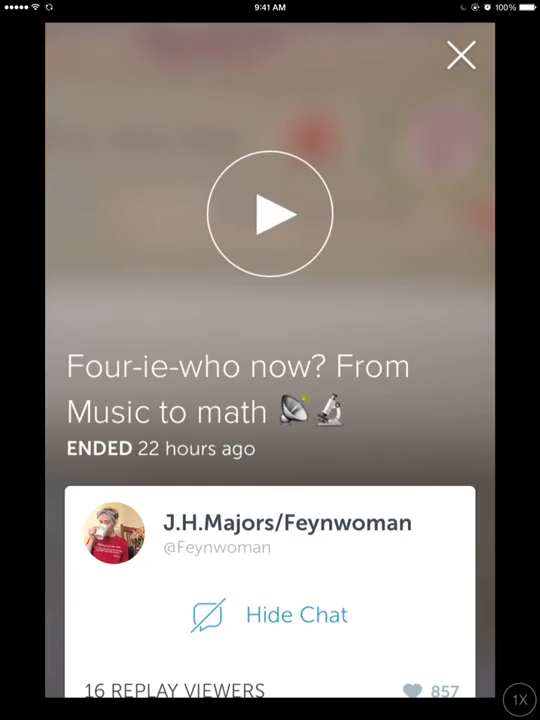 9:41 AM
100%
Four-ie-who now? From
Music to math
ENDED 22 hours ago
J.H.Majors/Feynwoman
@Feynwoman
Hide Chat
16 REPLAY VIEWERS
857
1X